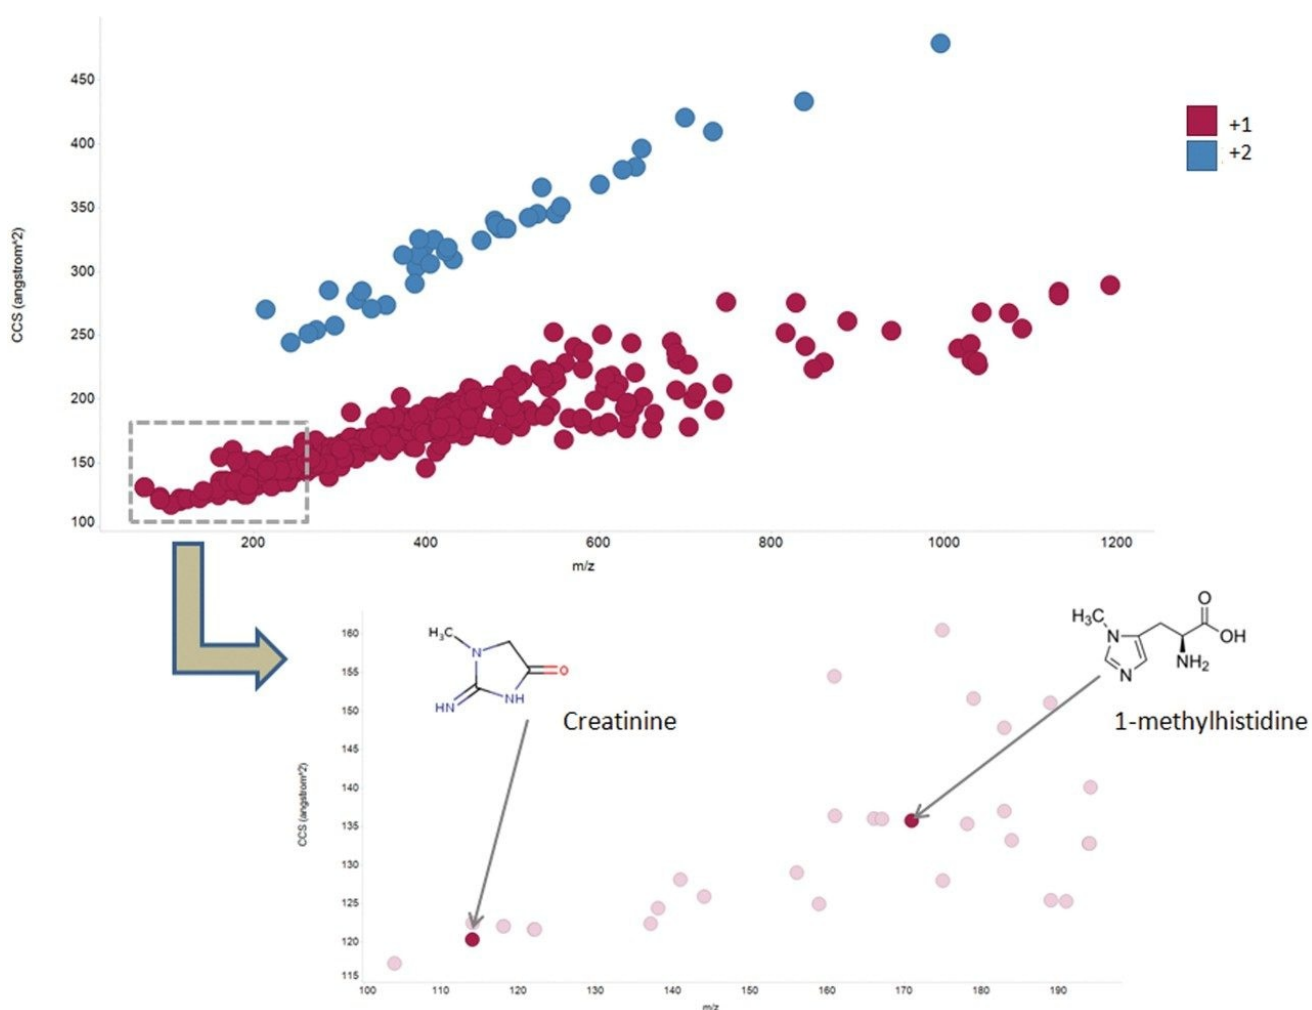 450
400
350
300
250
200
150
100
CCS (angstrom^2)
200
400
600
800
1000
1200
m/z
+1
+2
H₃C
N
O
HN
NH
Creatinine
H₃C
N
N
O
OH
NH₂
1-methylhistidine
160
155
150
145
140
135
130
125
120
115
CCS (angstrom^2)
100
110
120
130
140
150
160
170
180
190
m/z